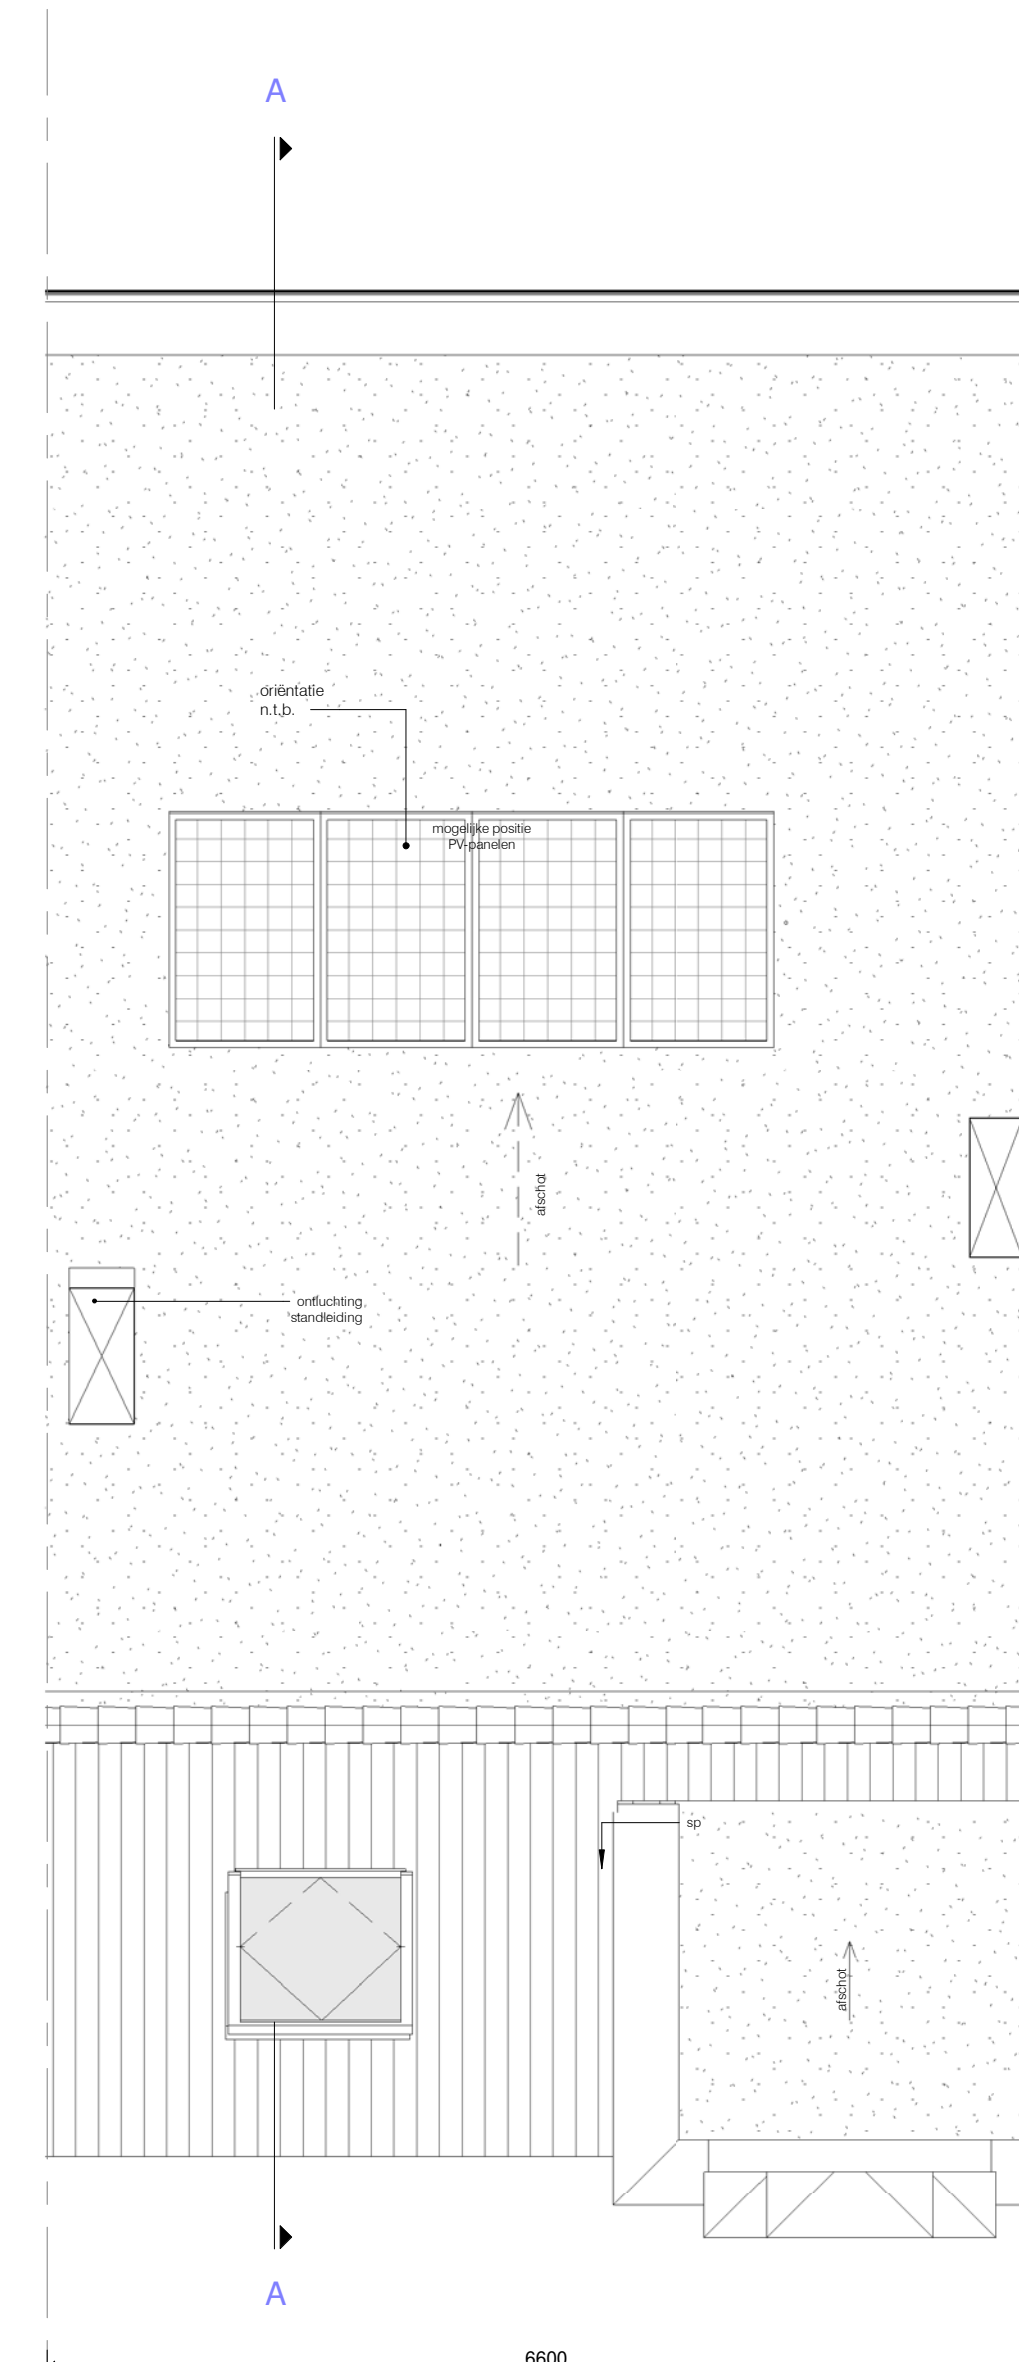 A
oriëntatie
n.t.b.
mogelijke positie
PV-panelen
afschot
ontluchting
standleiding
sp
afschot
A
6600